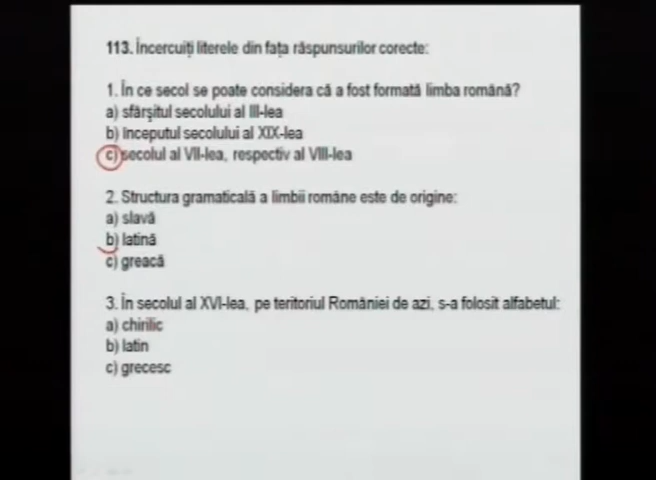 113. Încercuiți literele din fața răspunsurilor corecte:
1. În ce secol se poate considera că a fost formată limba română?
a) sfârşitul secolului al III-lea
b) începutul secolului al XIX-lea
c) secolul al VII-lea, respectiv al VIII-lea
2. Structura gramaticală a limbii române este de origine:
a) slavă
b) latină
c) greacă
3. În secolul al XVI-lea, pe teritoriul României de azi, s-a folosit alfabetul:
a) chirilic
b) latin
c) grecesc